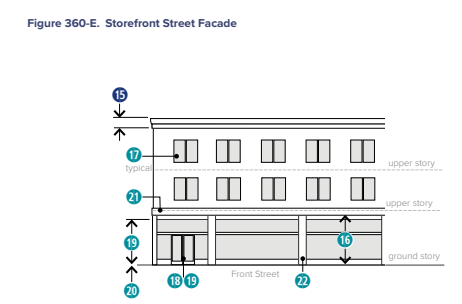 Figure 360-E. Storefront Street Facade
15
17
typical
upper story
21
upper story
19
16
ground story
18 19
Front Street
22
20